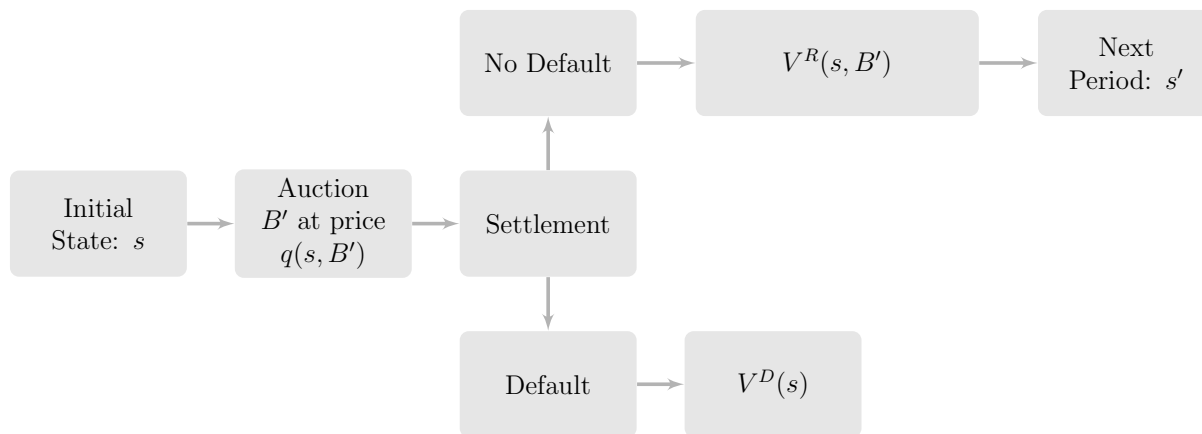 No Default
V^R(s, B′)
Next
Period: s′
Initial
State: s
Auction
B′ at price
q(s, B′)
Settlement
Default
V^D(s)